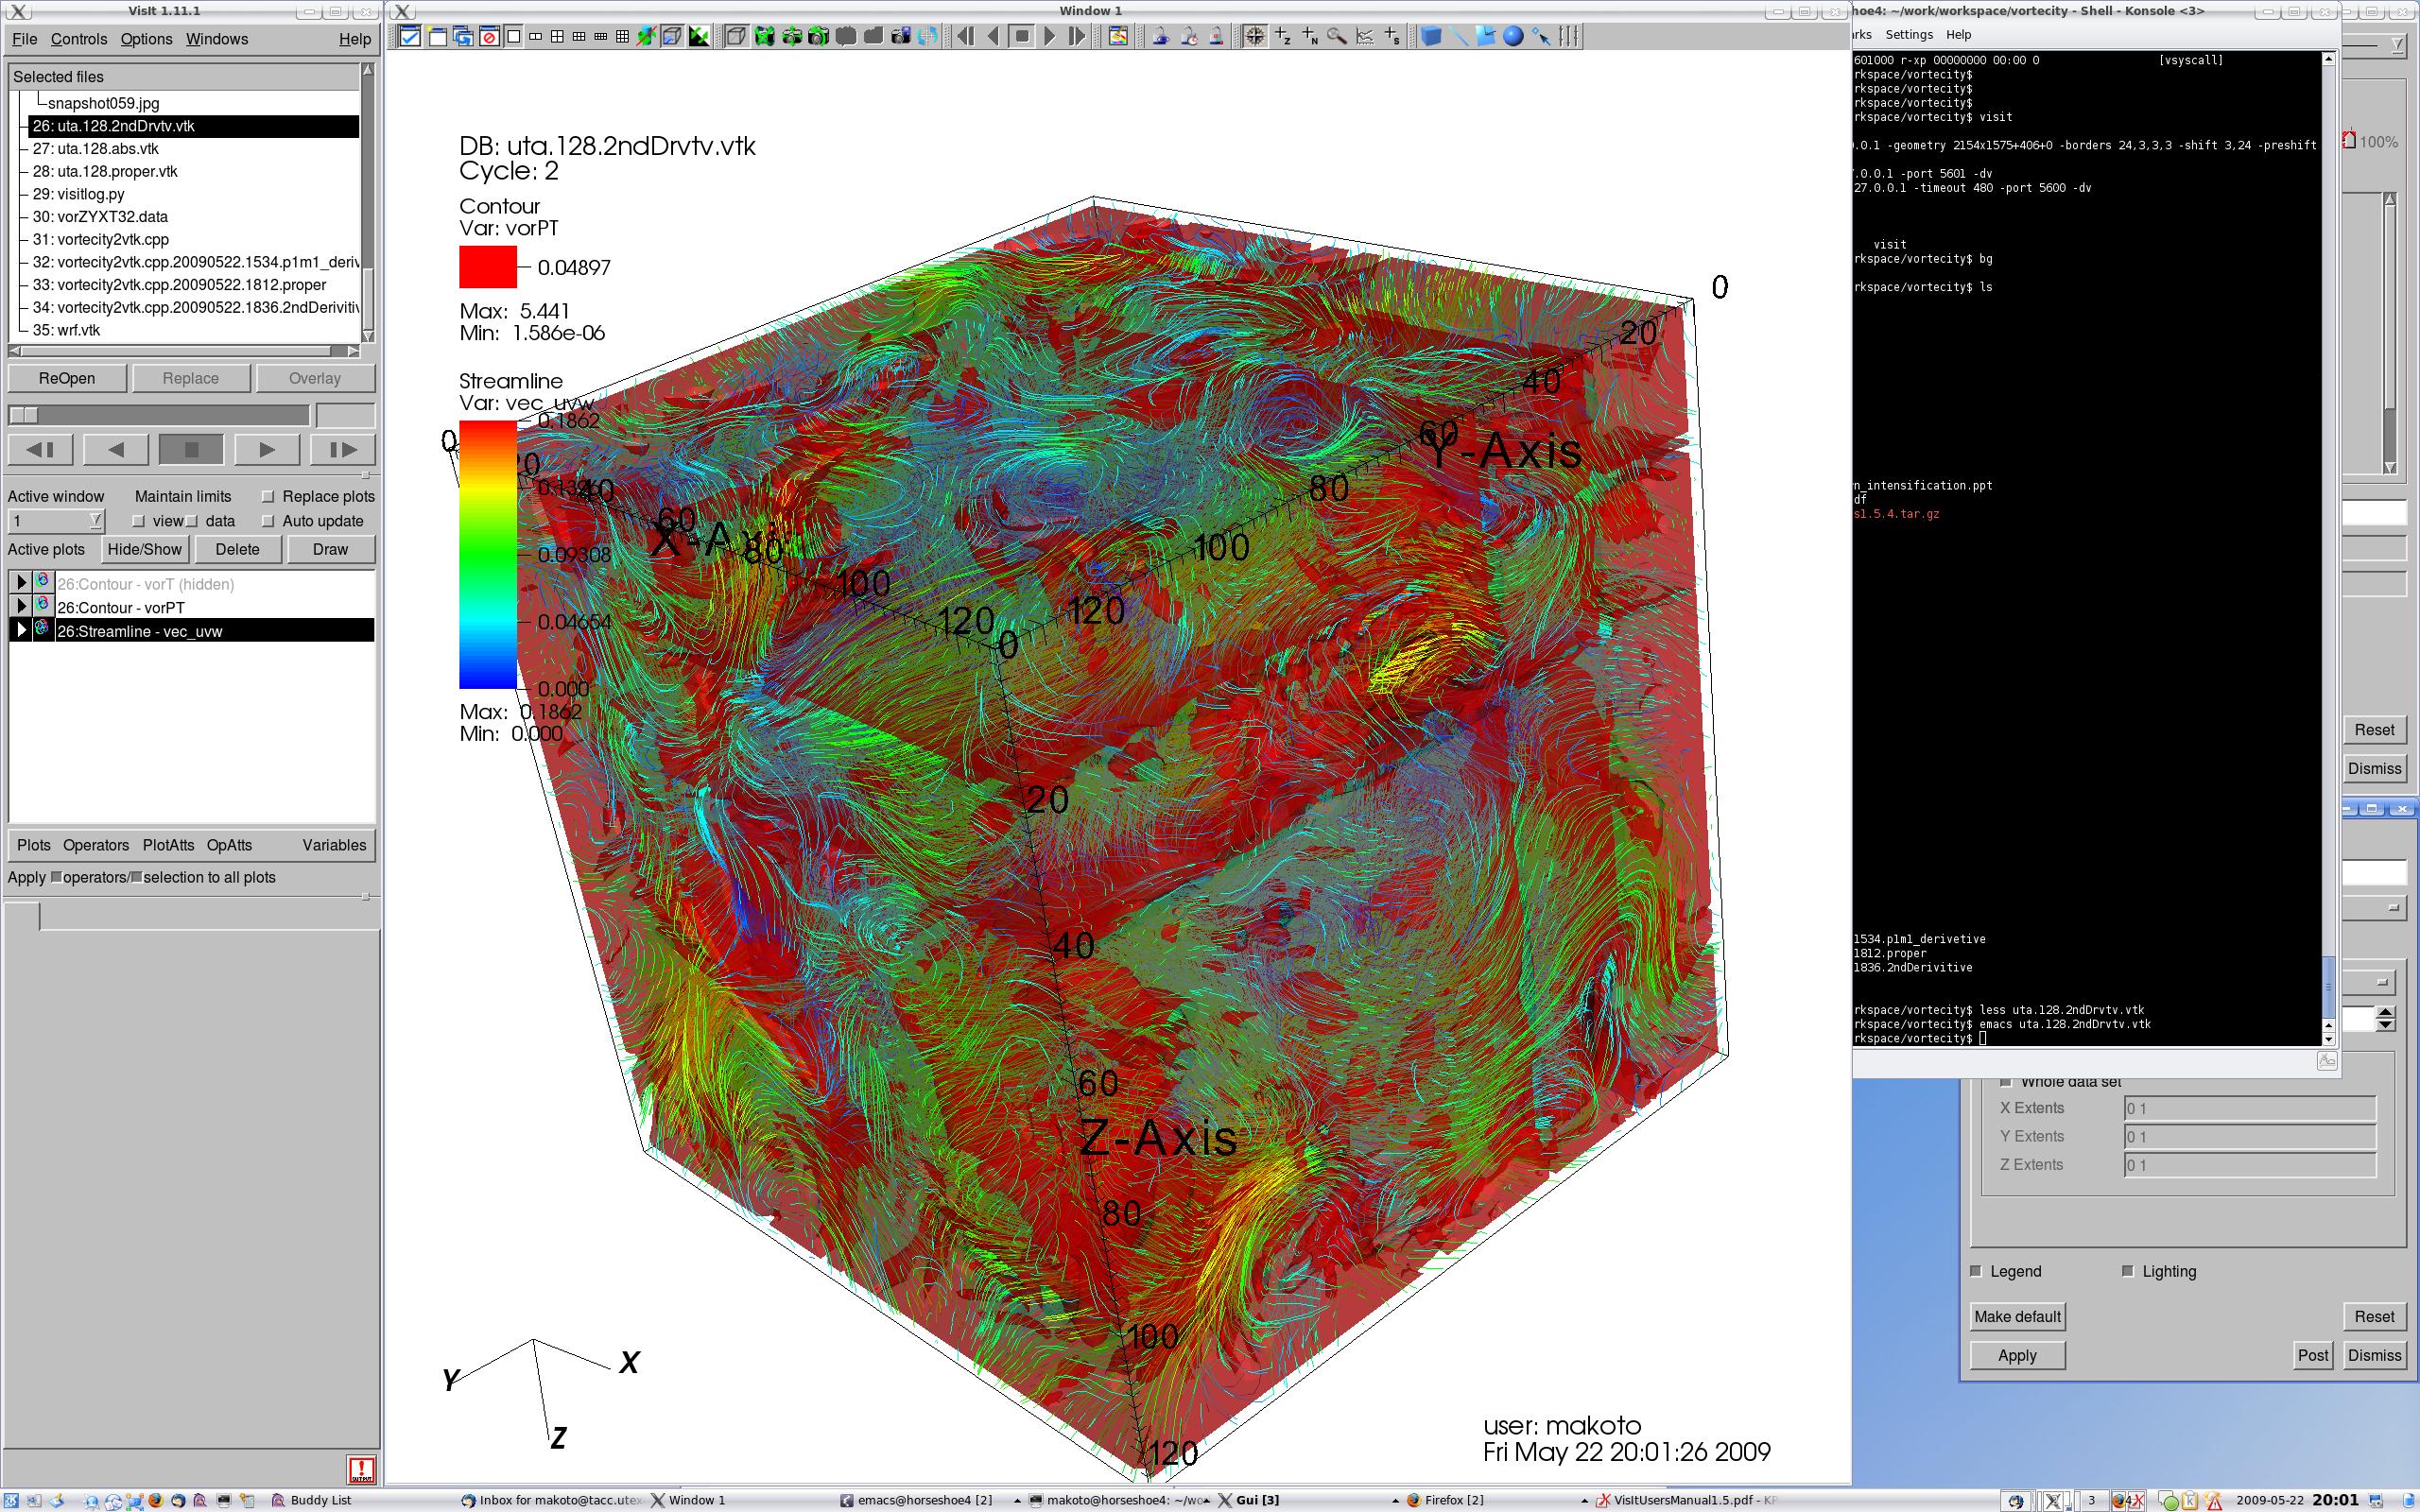 VisIt 1.11.1
File Controls Options Windows Help
Selected files
snapshot059.jpg
26: uta.128.2ndDrvtv.vtk
27: uta.128.abs.vtk
28: uta.128.proper.vtk
29: visitlog.py
30: vorZYXT32.data
31: vortecity2vtk.cpp
32: vortecity2vtk.cpp.20090522.1534.p1m1_deriv
33: vortecity2vtk.cpp.20090522.1812.proper
34: vortecity2vtk.cpp.20090522.1836.2ndDerivitiv
35: wrf.vtk
ReOpen Replace Overlay
Active window Maintain limits Replace plots
1 view data Auto update
Active plots Hide/Show Delete Draw
26:Contour - vorT (hidden)
26:Contour - vorPT
26:Streamline - vec_uvw
Plots Operators PlotAtts OpAtts Variables
Apply operators/ selection to all plots
Window 1
DB: uta.128.2ndDrvtv.vtk
Cycle: 2
Contour
Var: vorPT
0.04897
Max: 5.441
Min: 1.586e-06
Streamline
Var: vec_uvw
0.1862
0.09308
0.04654
0.000
Max: 0.1862
Min: 0.000
0
40
60
80
100
120
0
20
40
60
80
100
120
Y-Axis
0
20
40
60
Z-Axis
80
100
120
Y X
Z
user: makoto
Fri May 22 20:01:26 2009
hoe4: ~/work/workspace/vortecity - Shell - Konsole <3>
rks Settings Help
601000 r-xp 00000000 00:00 0 [vsyscall]
rkspace/vortecity$
rkspace/vortecity$
rkspace/vortecity$
rkspace/vortecity$ visit
.0.1 -geometry 2154x1575+406+0 -borders 24,3,3,3 -shift 3,24 -preshift
.0.0.1 -port 5601 -dv
27.0.0.1 -timeout 480 -port 5600 -dv
visit
rkspace/vortecity$ bg
rkspace/vortecity$ ls
n_intensification.ppt
df
s1.5.4.tar.gz
1534.p1m1_derivetive
1812.proper
1836.2ndDerivitive
rkspace/vortecity$ less uta.128.2ndDrvtv.vtk
rkspace/vortecity$ emacs uta.128.2ndDrvtv.vtk
rkspace/vortecity$
100%
Reset
Dismiss
Whole data set
X Extents 0 1
Y Extents 0 1
Z Extents 0 1
Legend Lighting
Make default Reset
Apply Post Dismiss
Buddy List Inbox for makoto@tacc.utex Window 1 emacs@horseshoe4 [2] makoto@horseshoe4: ~/wo Gui [3] Firefox [2] VisItUsersManual1.5.pdf - KP 3 2009-05-22 20:01